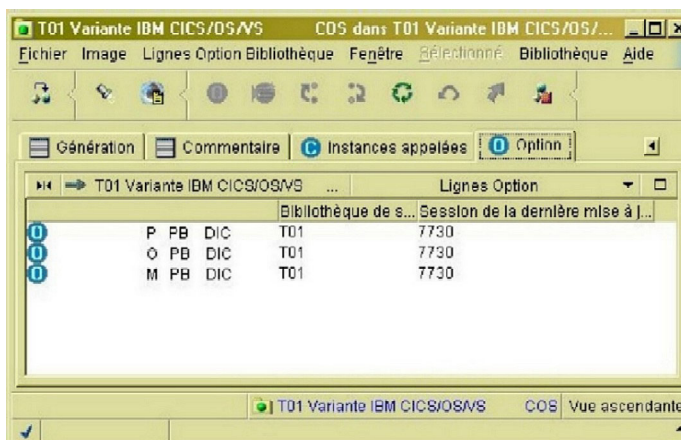 T01 Variante IBM CICS/OS/VS COS dans T01 Variante IBM CICS/OS/...
Fichier Image Lignes Option Bibliothèque Fenêtre Sélectionné Bibliothèque Aide
Génération Commentaire Instances appelées Option
T01 Variante IBM CICS/OS/VS ... Lignes Option
Bibliothèque de s... Session de la dernière mise à j...
P PB DIC T01 7730
O PB DIC T01 7730
M PB DIC T01 7730
T01 Variante IBM CICS/OS/VS COS Vue ascendante